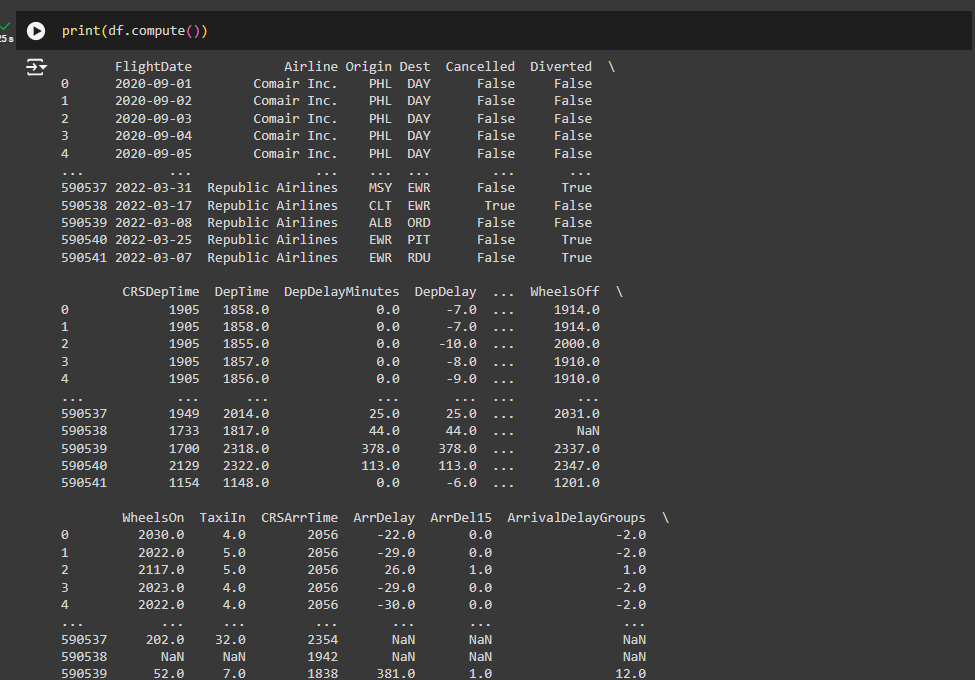 25s
print(df.compute())
FlightDate Airline Origin Dest Cancelled Diverted \
0 2020-09-01 Comair Inc. PHL DAY False False
1 2020-09-02 Comair Inc. PHL DAY False False
2 2020-09-03 Comair Inc. PHL DAY False False
3 2020-09-04 Comair Inc. PHL DAY False False
4 2020-09-05 Comair Inc. PHL DAY False False
... ... ... ... ... ... ...
590537 2022-03-31 Republic Airlines MSY EWR False True
590538 2022-03-17 Republic Airlines CLT EWR True False
590539 2022-03-08 Republic Airlines ALB ORD False False
590540 2022-03-25 Republic Airlines EWR PIT False True
590541 2022-03-07 Republic Airlines EWR RDU False True
CRSDepTime DepTime DepDelayMinutes DepDelay ... WheelsOff \
0 1905 1858.0 0.0 -7.0 ... 1914.0
1 1905 1858.0 0.0 -7.0 ... 1914.0
2 1905 1855.0 0.0 -10.0 ... 2000.0
3 1905 1857.0 0.0 -8.0 ... 1910.0
4 1905 1856.0 0.0 -9.0 ... 1910.0
... ... ... ... ... ... ...
590537 1949 2014.0 25.0 25.0 ... 2031.0
590538 1733 1817.0 44.0 44.0 ... NaN
590539 1700 2318.0 378.0 378.0 ... 2337.0
590540 2129 2322.0 113.0 113.0 ... 2347.0
590541 1154 1148.0 0.0 -6.0 ... 1201.0
WheelsOn TaxiIn CRSArrTime ArrDelay ArrDel15 ArrivalDelayGroups \
0 2030.0 4.0 2056 -22.0 0.0 -2.0
1 2022.0 5.0 2056 -29.0 0.0 -2.0
2 2117.0 5.0 2056 26.0 1.0 1.0
3 2023.0 4.0 2056 -29.0 0.0 -2.0
4 2022.0 4.0 2056 -30.0 0.0 -2.0
... ... ... ... ... ... ...
590537 202.0 32.0 2354 NaN NaN NaN
590538 NaN NaN 1942 NaN NaN NaN
590539 52.0 7.0 1838 381.0 1.0 12.0